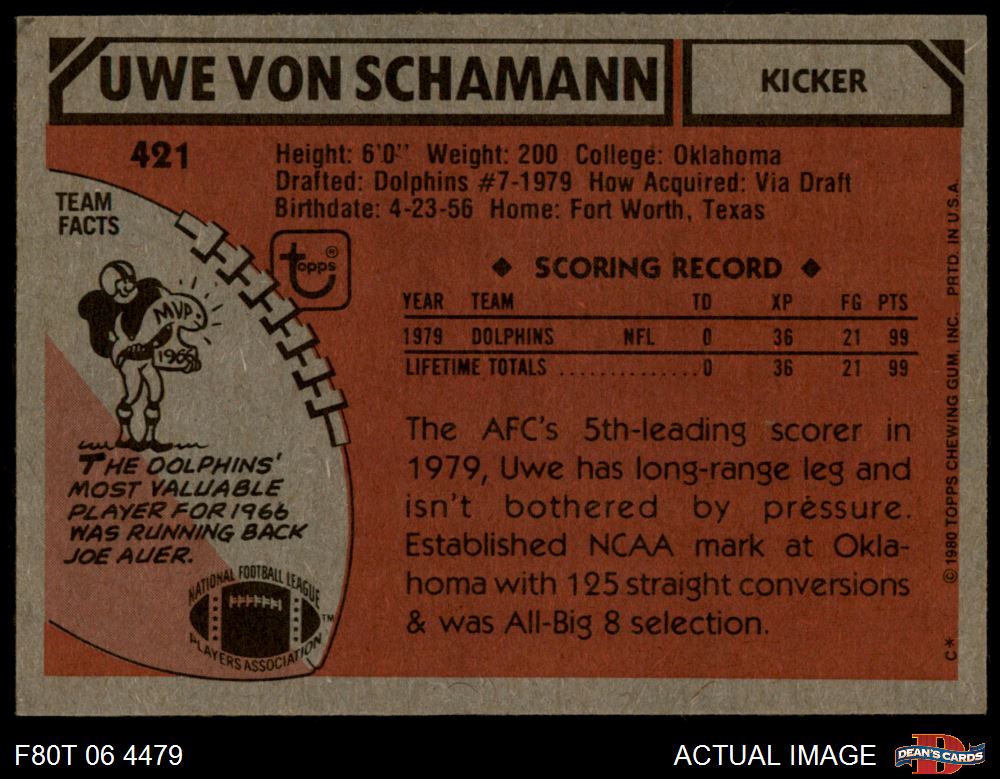 UWE VON SCHAMANN
KICKER
421
Height: 6'0" Weight: 200 College: Oklahoma
Drafted: Dolphins #7-1979 How Acquired: Via Draft
Birthdate: 4-23-56 Home: Fort Worth, Texas
TEAM
FACTS
MVP
1966
THE DOLPHINS'
MOST VALUABLE
PLAYER FOR 1966
WAS RUNNING BACK
JOE AUER.
NATIONAL FOOTBALL LEAGUE
PLAYERS ASSOCIATION
TM
topps ®
◆ SCORING RECORD ◆
YEAR TEAM TD XP FG PTS
1979 DOLPHINS NFL 0 36 21 99
LIFETIME TOTALS ..............0 36 21 99
The AFC's 5th-leading scorer in
1979, Uwe has long-range leg and
isn't bothered by pressure.
Established NCAA mark at Okla-
homa with 125 straight conversions
& was All-Big 8 selection.
C* © 1980 TOPPS CHEWING GUM, INC. PRTD. IN U.S.A.
F80T 06 4479
ACTUAL IMAGE
DEAN'S CARDS